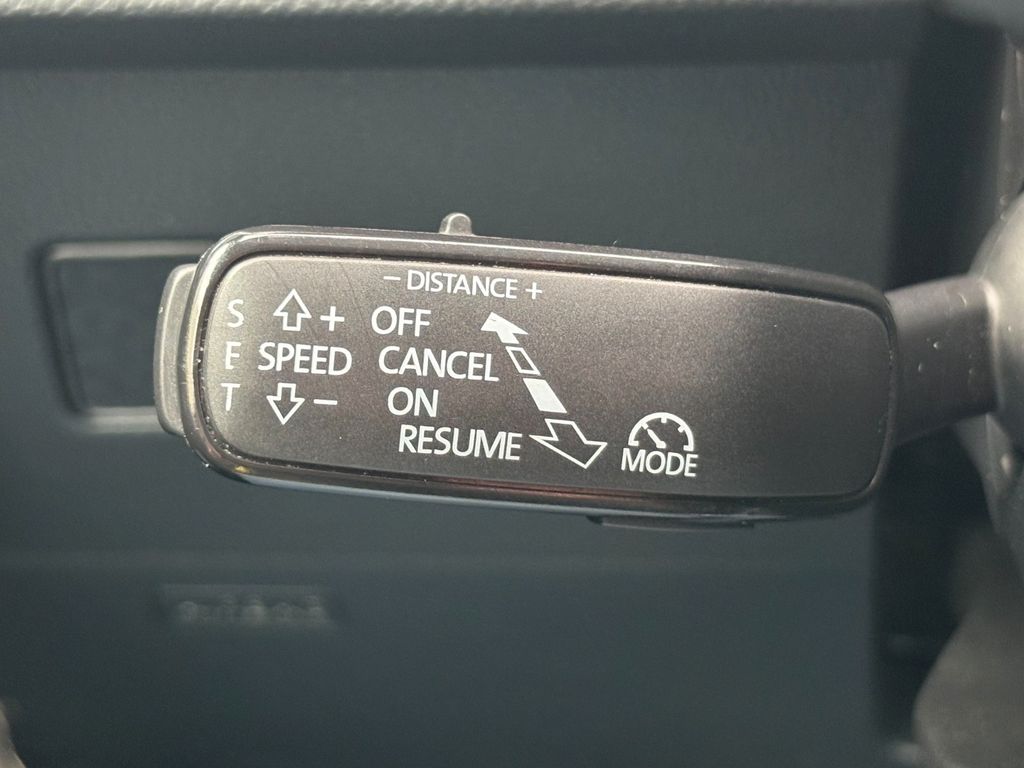 − DISTANCE +
S + OFF
E SPEED CANCEL
T − ON
RESUME
MODE